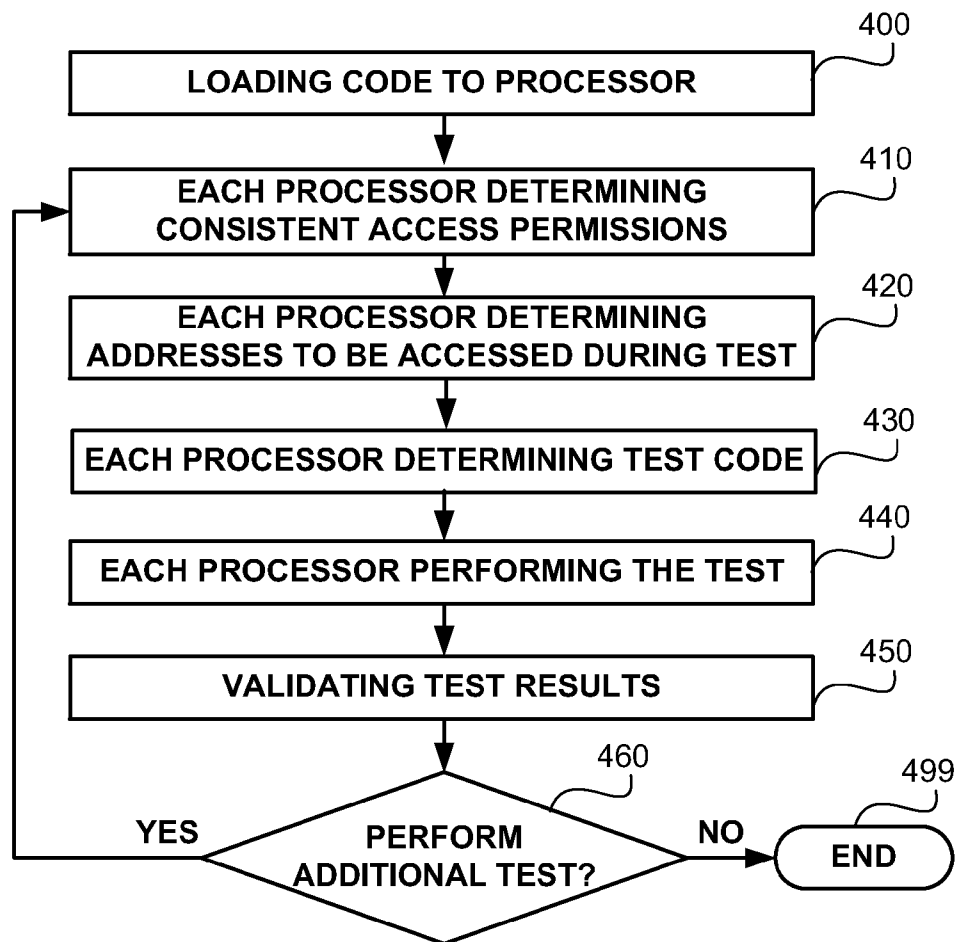 400
LOADING CODE TO PROCESSOR
410
EACH PROCESSOR DETERMINING
CONSISTENT ACCESS PERMISSIONS
420
EACH PROCESSOR DETERMINING
ADDRESSES TO BE ACCESSED DURING TEST
430
EACH PROCESSOR DETERMINING TEST CODE
440
EACH PROCESSOR PERFORMING THE TEST
450
VALIDATING TEST RESULTS
460
499
YES
PERFORM
ADDITIONAL TEST?
NO
END